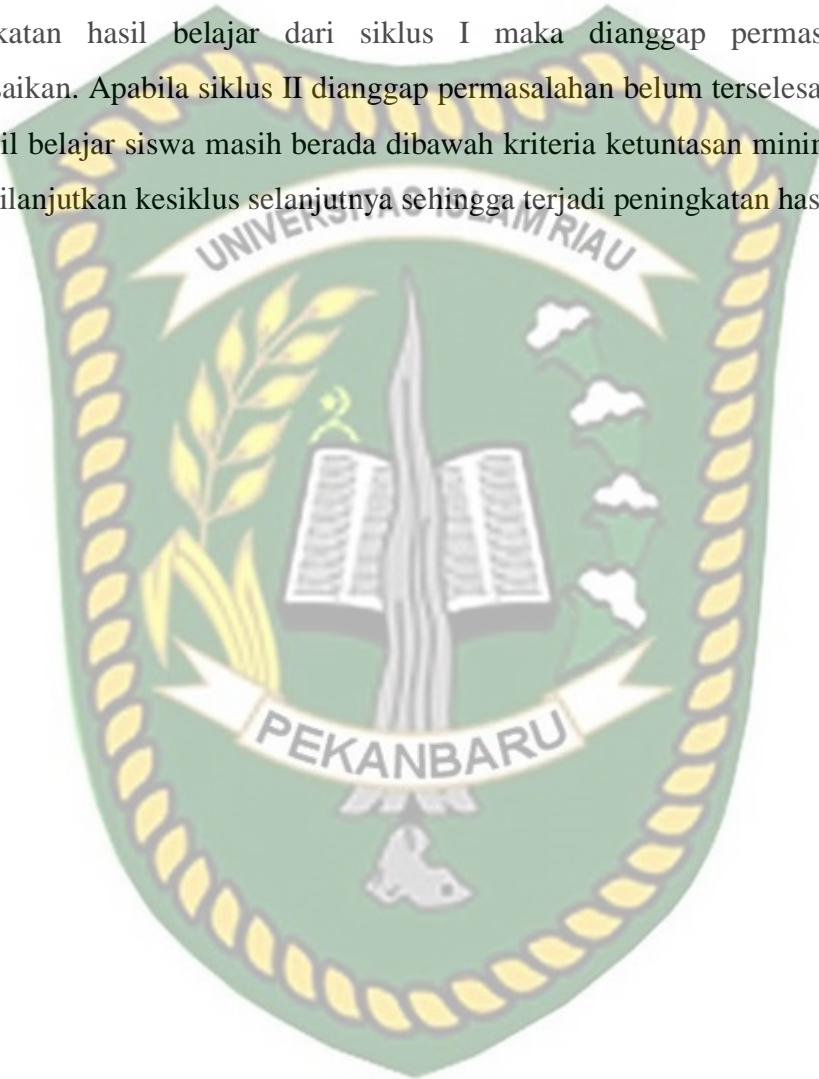 katan hasil belajar dari siklus I maka dianggap permas
saikan. Apabila siklus II dianggap permasalahan belum terselesa
il belajar siswa masih berada dibawah kriteria ketuntasan minin
ilanjutkan kesiklus selanjutnya sehingga terjadi peningkatan has
UNIVERSITAS ISLAM RIAU
PEKANBARU